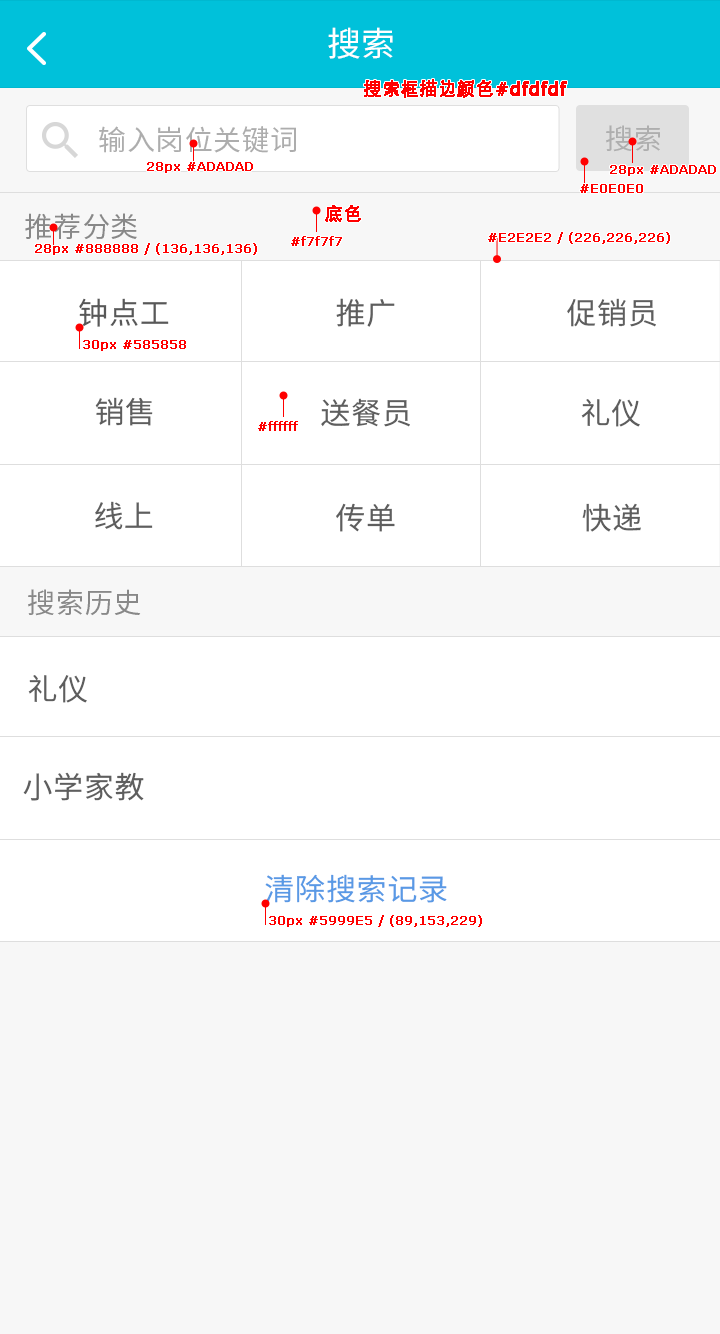 搜索
搜索框描边颜色#dfdfdf
输入岗位关键词
搜索
28px #ADADAD
28px #ADADAD
#E0E0E0
推荐分类
底色
28px #888888 / (136,136,136)
#f7f7f7
#E2E2E2 / (226,226,226)
钟点工
推广
促销员
30px #585858
销售
送餐员
礼仪
#ffffff
线上
传单
快递
搜索历史
礼仪
小学家教
清除搜索记录
30px #5999E5 / (89,153,229)